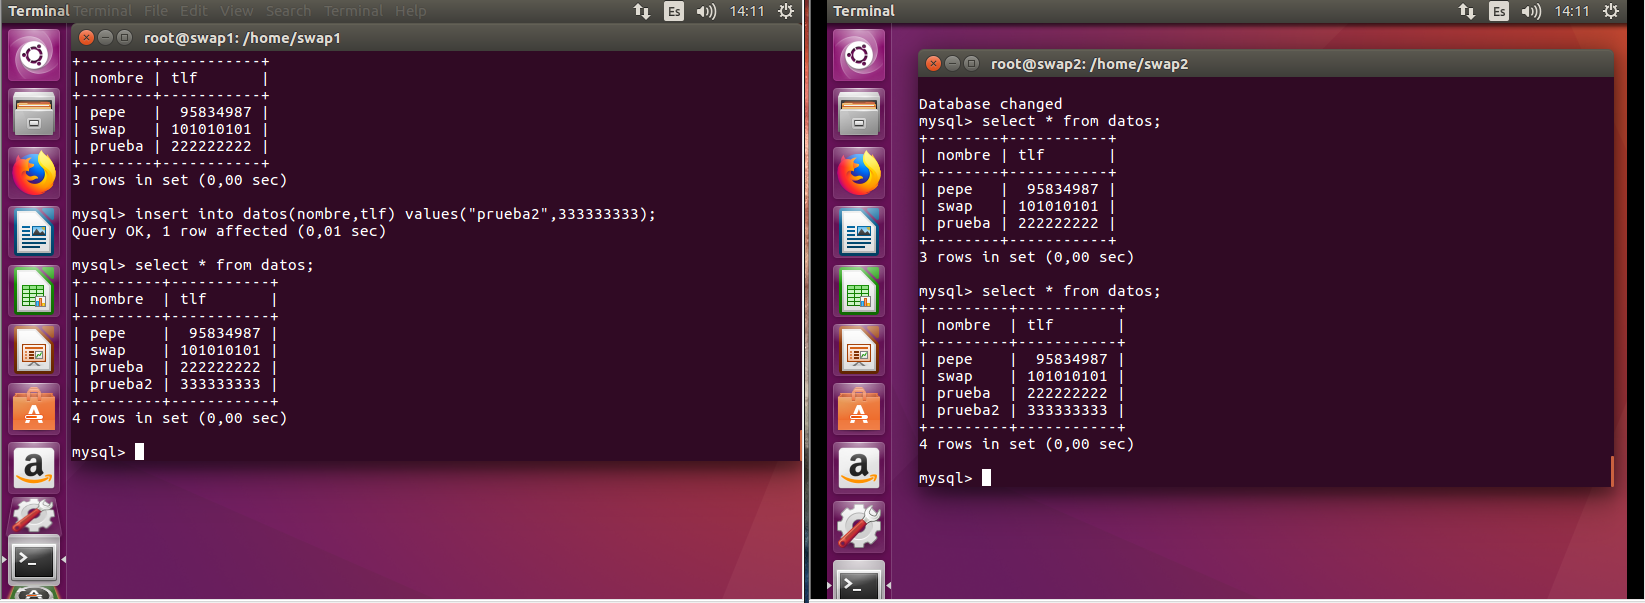 Terminal Terminal File Edit View Search Terminal Help Es 14:11
root@swap1: /home/swap1
+--------+-----------+
| nombre | tlf       |
+--------+-----------+
| pepe   |  95834987 |
| swap   | 101010101 |
| prueba | 222222222 |
+--------+-----------+
3 rows in set (0,00 sec)
mysql> insert into datos(nombre,tlf) values("prueba2",333333333);
Query OK, 1 row affected (0,01 sec)
mysql> select * from datos;
+---------+-----------+
| nombre  | tlf       |
+---------+-----------+
| pepe    |  95834987 |
| swap    | 101010101 |
| prueba  | 222222222 |
| prueba2 | 333333333 |
+---------+-----------+
4 rows in set (0,00 sec)
mysql>
Terminal Es 14:11
root@swap2: /home/swap2
Database changed
mysql> select * from datos;
+--------+-----------+
| nombre | tlf       |
+--------+-----------+
| pepe   |  95834987 |
| swap   | 101010101 |
| prueba | 222222222 |
+--------+-----------+
3 rows in set (0,00 sec)
mysql> select * from datos;
+---------+-----------+
| nombre  | tlf       |
+---------+-----------+
| pepe    |  95834987 |
| swap    | 101010101 |
| prueba  | 222222222 |
| prueba2 | 333333333 |
+---------+-----------+
4 rows in set (0,00 sec)
mysql>